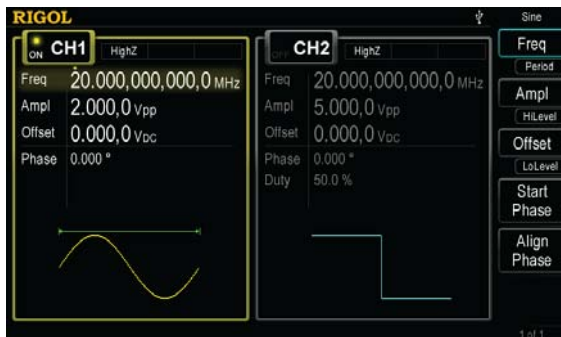 RIGOL
Sine
ON CH1 HighZ
Freq 20.000,000,000,0 MHz
Ampl 2.000,0 Vpp
Offset 0.000,0 VDC
Phase 0.000 °
OFF CH2 HighZ
Freq 20.000,000,000,0 MHz
Ampl 5.000,0 Vpp
Offset 0.000,0 VDC
Phase 0.000 °
Duty 50.0 %
Freq
Period
Ampl
HiLevel
Offset
LoLevel
Start
Phase
Align
Phase
1 of 1